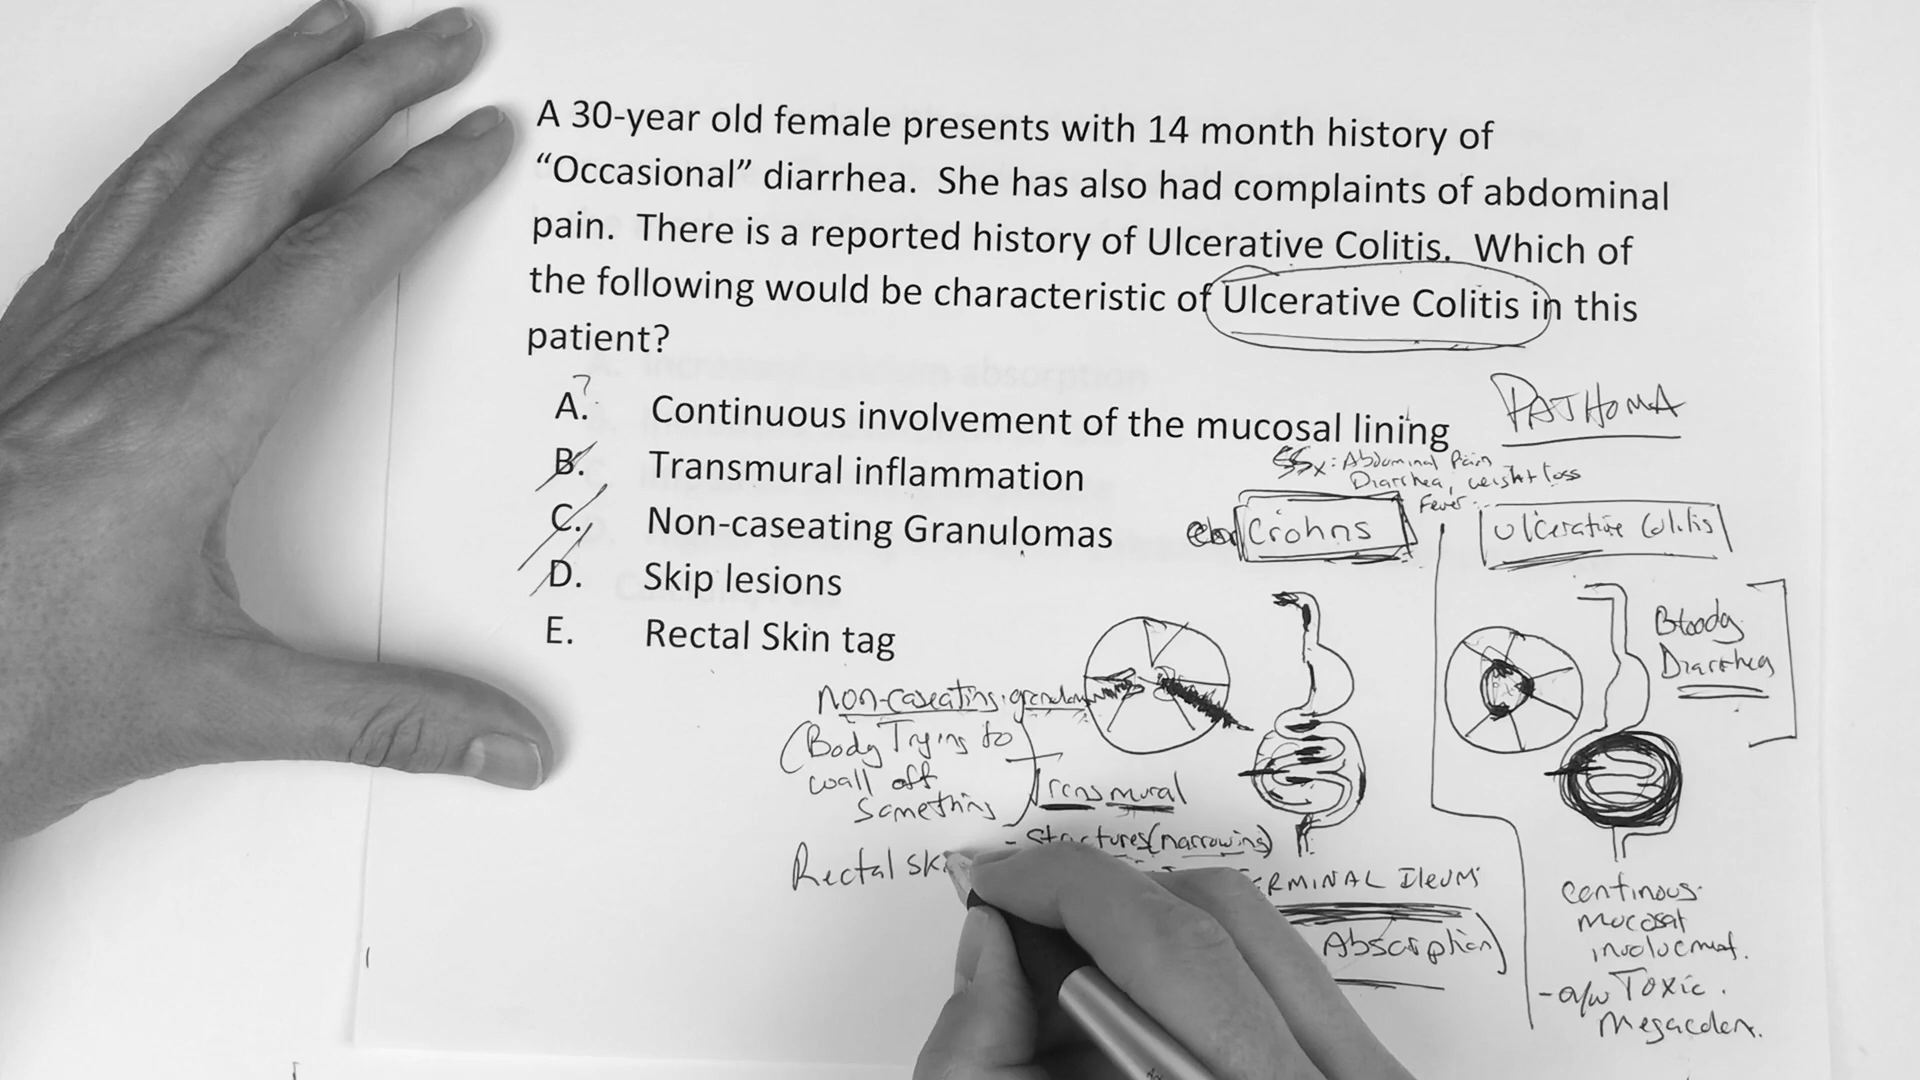 A 30-year old female presents with 14 month history of
“Occasional” diarrhea. She has also had complaints of abdominal
pain. There is a reported history of Ulcerative Colitis. Which of
the following would be characteristic of Ulcerative Colitis in this
patient?
?
A. Continuous involvement of the mucosal lining
B. Transmural inflammation
C. Non-caseating Granulomas
D. Skip lesions
E. Rectal Skin tag
PATHOMA
SSx: Abdominal Pain
Diarrhea, weight loss
Fever
Crohns
Ulcerative Colitis
Bloody
Diarrhea
Non-caseating
(Body Trying to
wall off
Something)
Transmural
- Strictures (narrowing)
Rectal Sk
TERMINAL Ileum
Absorption)
Continous
Mucosal
involvement.
- a/w Toxic
Megacolon.